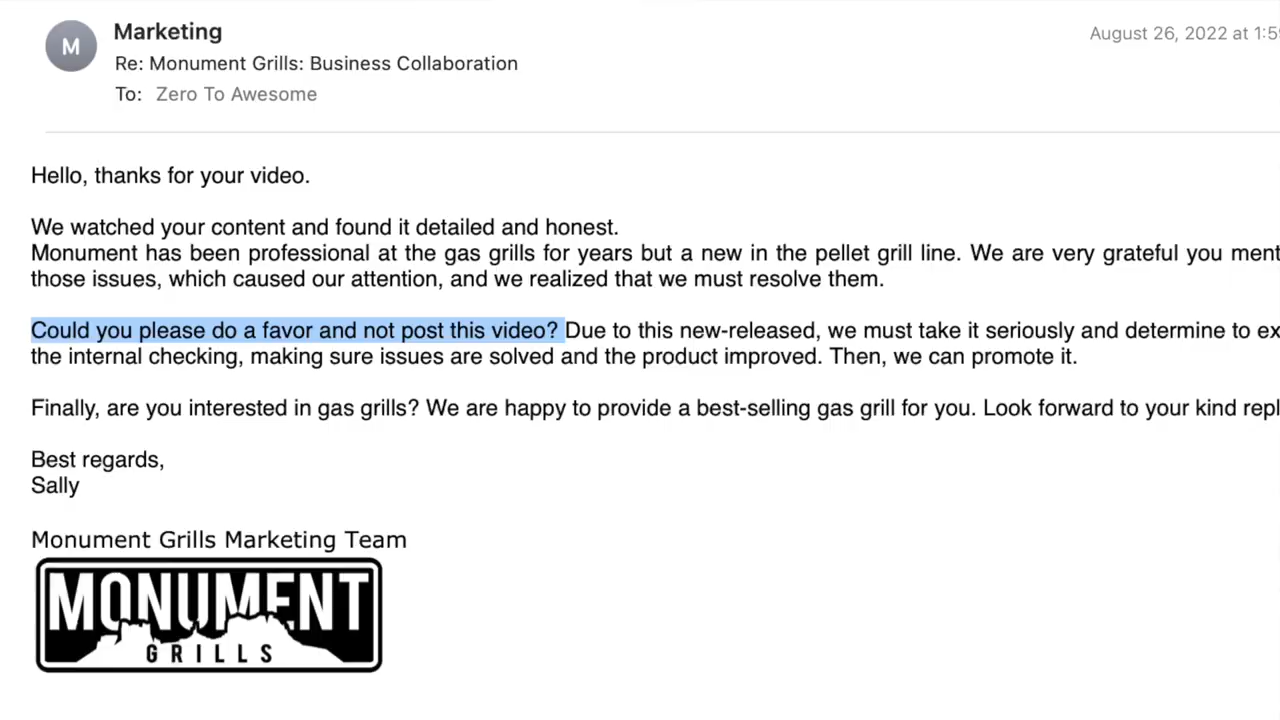 M
Marketing
August 26, 2022 at 1:5
Re: Monument Grills: Business Collaboration
To: Zero To Awesome
Hello, thanks for your video.
We watched your content and found it detailed and honest.
Monument has been professional at the gas grills for years but a new in the pellet grill line. We are very grateful you ment
those issues, which caused our attention, and we realized that we must resolve them.
Could you please do a favor and not post this video? Due to this new-released, we must take it seriously and determine to ex
the internal checking, making sure issues are solved and the product improved. Then, we can promote it.
Finally, are you interested in gas grills? We are happy to provide a best-selling gas grill for you. Look forward to your kind repl
Best regards,
Sally
Monument Grills Marketing Team
MONUMENT
GRILLS